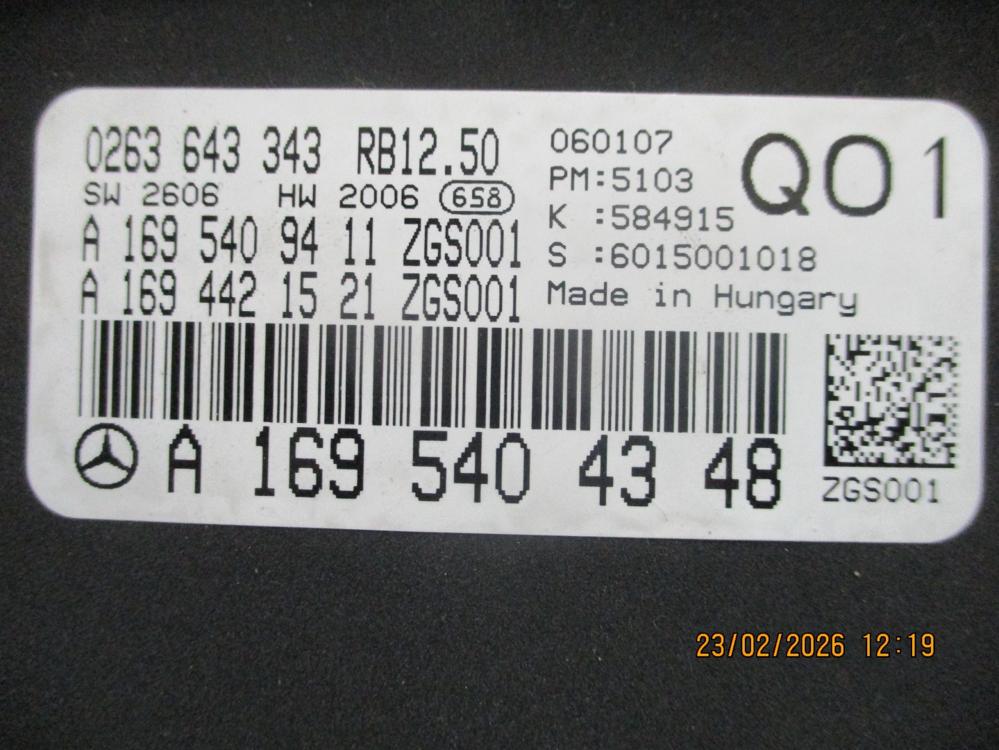 0263 643 343 RB12.50
SW 2606 HW 2006 658
A 169 540 94 11 ZGS001
A 169 442 15 21 ZGS001
060107
PM:5103
K :584915
S :6015001018
Made in Hungary
Q01
A 169 540 43 48
ZGS001
23/02/2026 12:19